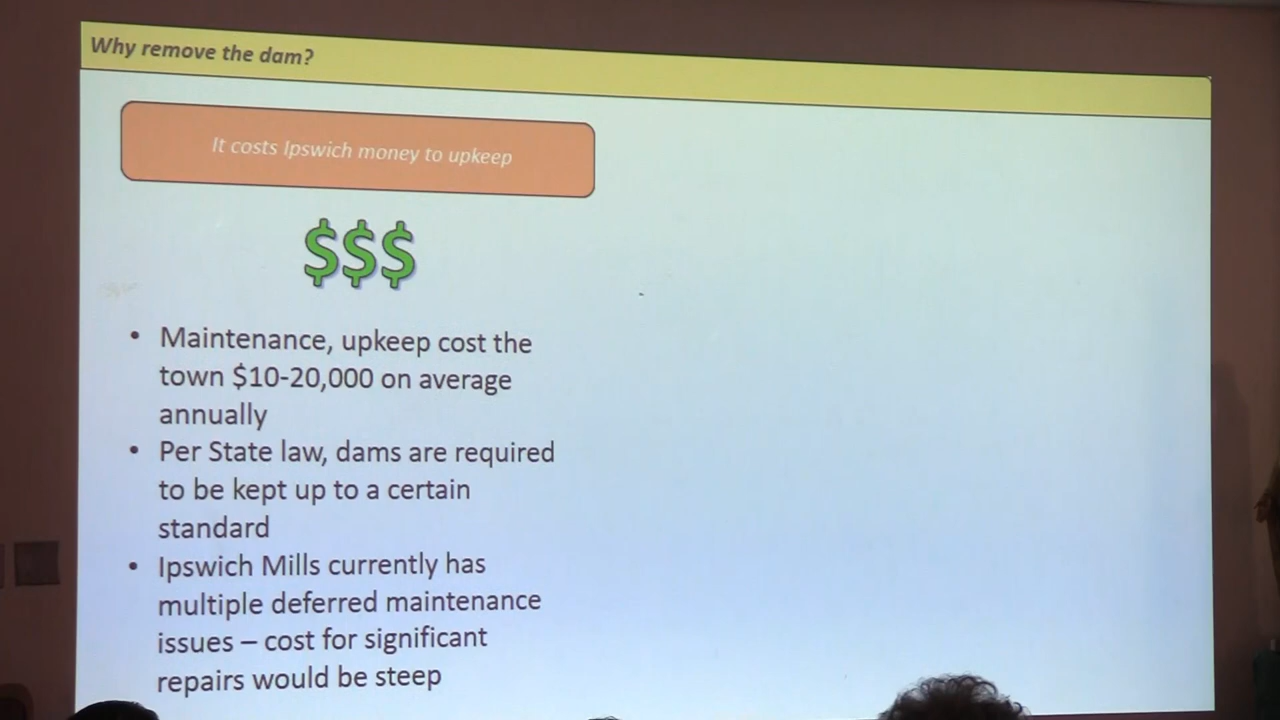 Why remove the dam?
It costs Ipswich money to upkeep
$$$
• Maintenance, upkeep cost the
town $10-20,000 on average
annually
• Per State law, dams are required
to be kept up to a certain
standard
• Ipswich Mills currently has
multiple deferred maintenance
issues – cost for significant
repairs would be steep